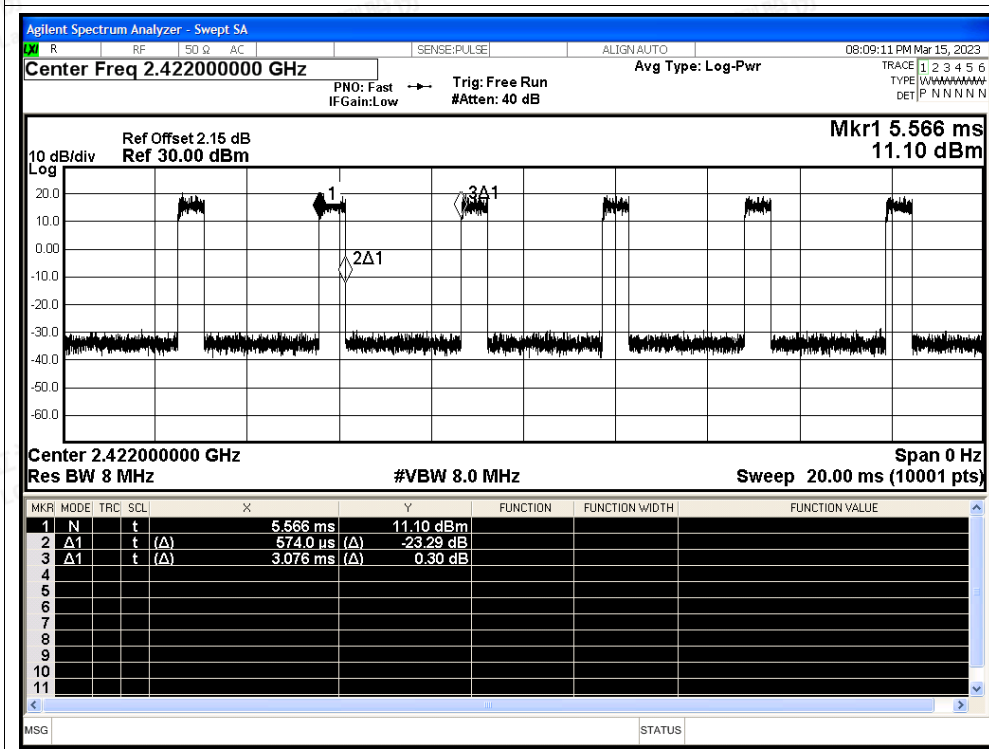 Agilent Spectrum Analyzer - Swept SA
LXI R RF 50 Ω AC SENSE:PULSE ALIGN AUTO 08:09:11 PM Mar 15, 2023
Center Freq 2.422000000 GHz
PNO: Fast
IFGain:Low
Trig: Free Run
#Atten: 40 dB
Avg Type: Log-Pwr
TRACE 1 2 3 4 5 6
TYPE W
DET P N N N N N
Mkr1 5.566 ms
11.10 dBm
Ref Offset 2.15 dB
10 dB/div Ref 30.00 dBm
Log
20.0
10.0
0.00
-10.0
-20.0
-30.0
-40.0
-50.0
-60.0
1
2Δ1
3Δ1
Center 2.422000000 GHz Span 0 Hz
Res BW 8 MHz #VBW 8.0 MHz Sweep 20.00 ms (10001 pts)
MKR MODE TRC SCL X Y FUNCTION FUNCTION WIDTH FUNCTION VALUE
1 N t 5.566 ms 11.10 dBm
2 Δ1 t (Δ) 574.0 µs (Δ) -23.29 dB
3 Δ1 t (Δ) 3.076 ms (Δ) 0.30 dB
4
5
6
7
8
9
10
11
MSG STATUS